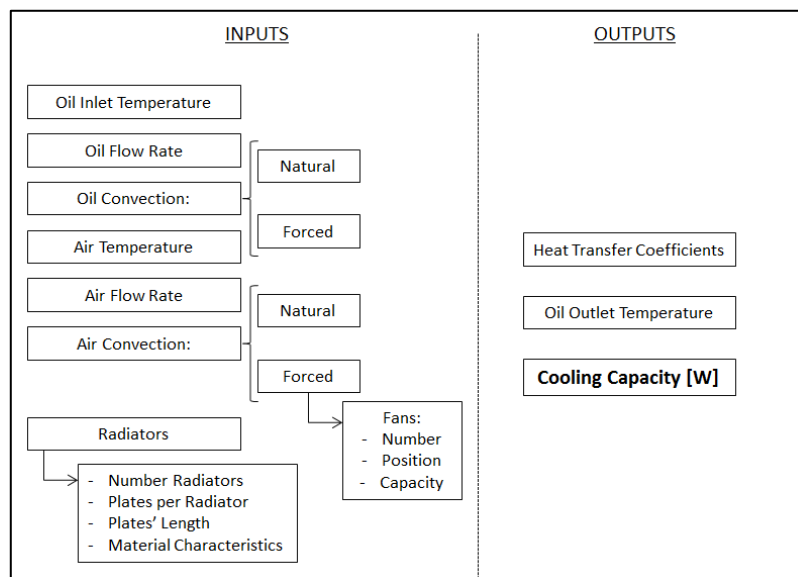 INPUTS
Oil Inlet Temperature
Oil Flow Rate
Oil Convection:
Natural
Forced
Air Temperature
Air Flow Rate
Air Convection:
Natural
Forced
Fans:
- Number
- Position
- Capacity
Radiators
- Number Radiators
- Plates per Radiator
- Plates’ Length
- Material Characteristics
OUTPUTS
Heat Transfer Coefficients
Oil Outlet Temperature
Cooling Capacity [W]